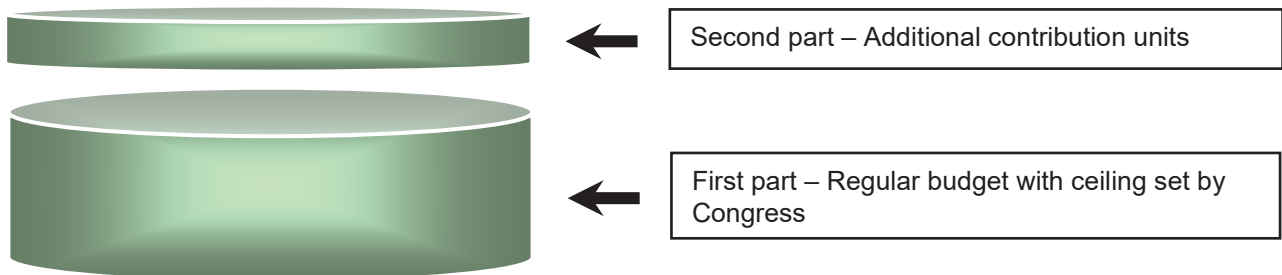 Second part – Additional contribution units
First part – Regular budget with ceiling set by
Congress